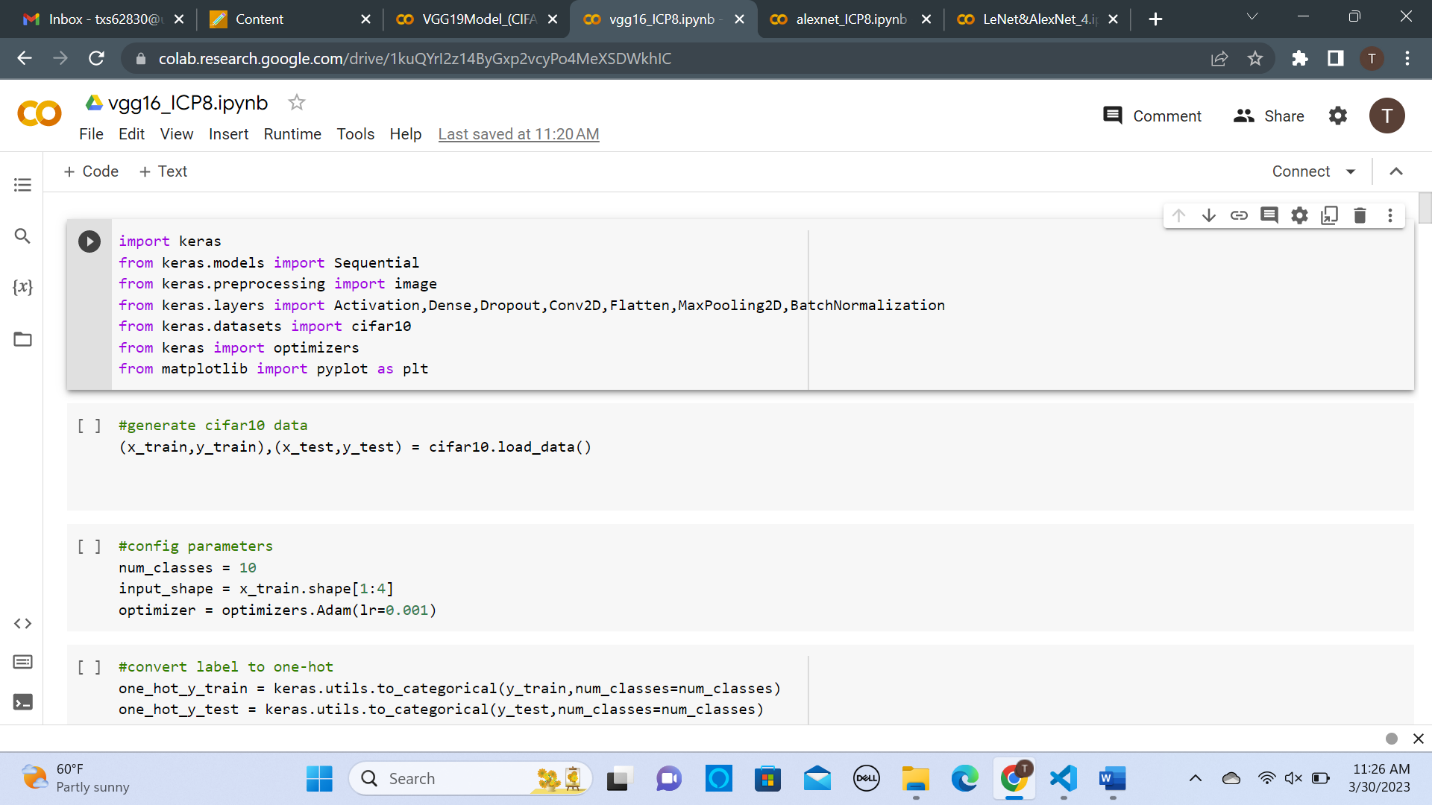 Inbox - txs62830@u
Content
VGG19Model_(CIFA
vgg16_ICP8.ipynb -
alexnet_ICP8.ipynb
LeNet&AlexNet_4.ip
colab.research.google.com/drive/1kuQYrI2z14ByGxp2vcyPo4MeXSDWkhIC
T
vgg16_ICP8.ipynb
Comment
Share
T
File Edit View Insert Runtime Tools Help Last saved at 11:20 AM
+ Code + Text
Connect
import keras
from keras.models import Sequential
from keras.preprocessing import image
from keras.layers import Activation,Dense,Dropout,Conv2D,Flatten,MaxPooling2D,BatchNormalization
from keras.datasets import cifar10
from keras import optimizers
from matplotlib import pyplot as plt
[ ] #generate cifar10 data
(x_train,y_train),(x_test,y_test) = cifar10.load_data()
[ ] #config parameters
num_classes = 10
input_shape = x_train.shape[1:4]
optimizer = optimizers.Adam(lr=0.001)
[ ] #convert label to one-hot
one_hot_y_train = keras.utils.to_categorical(y_train,num_classes=num_classes)
one_hot_y_test = keras.utils.to_categorical(y_test,num_classes=num_classes)
{x}
60°F
Partly sunny
Search
DELL
T
W
11:26 AM
3/30/2023